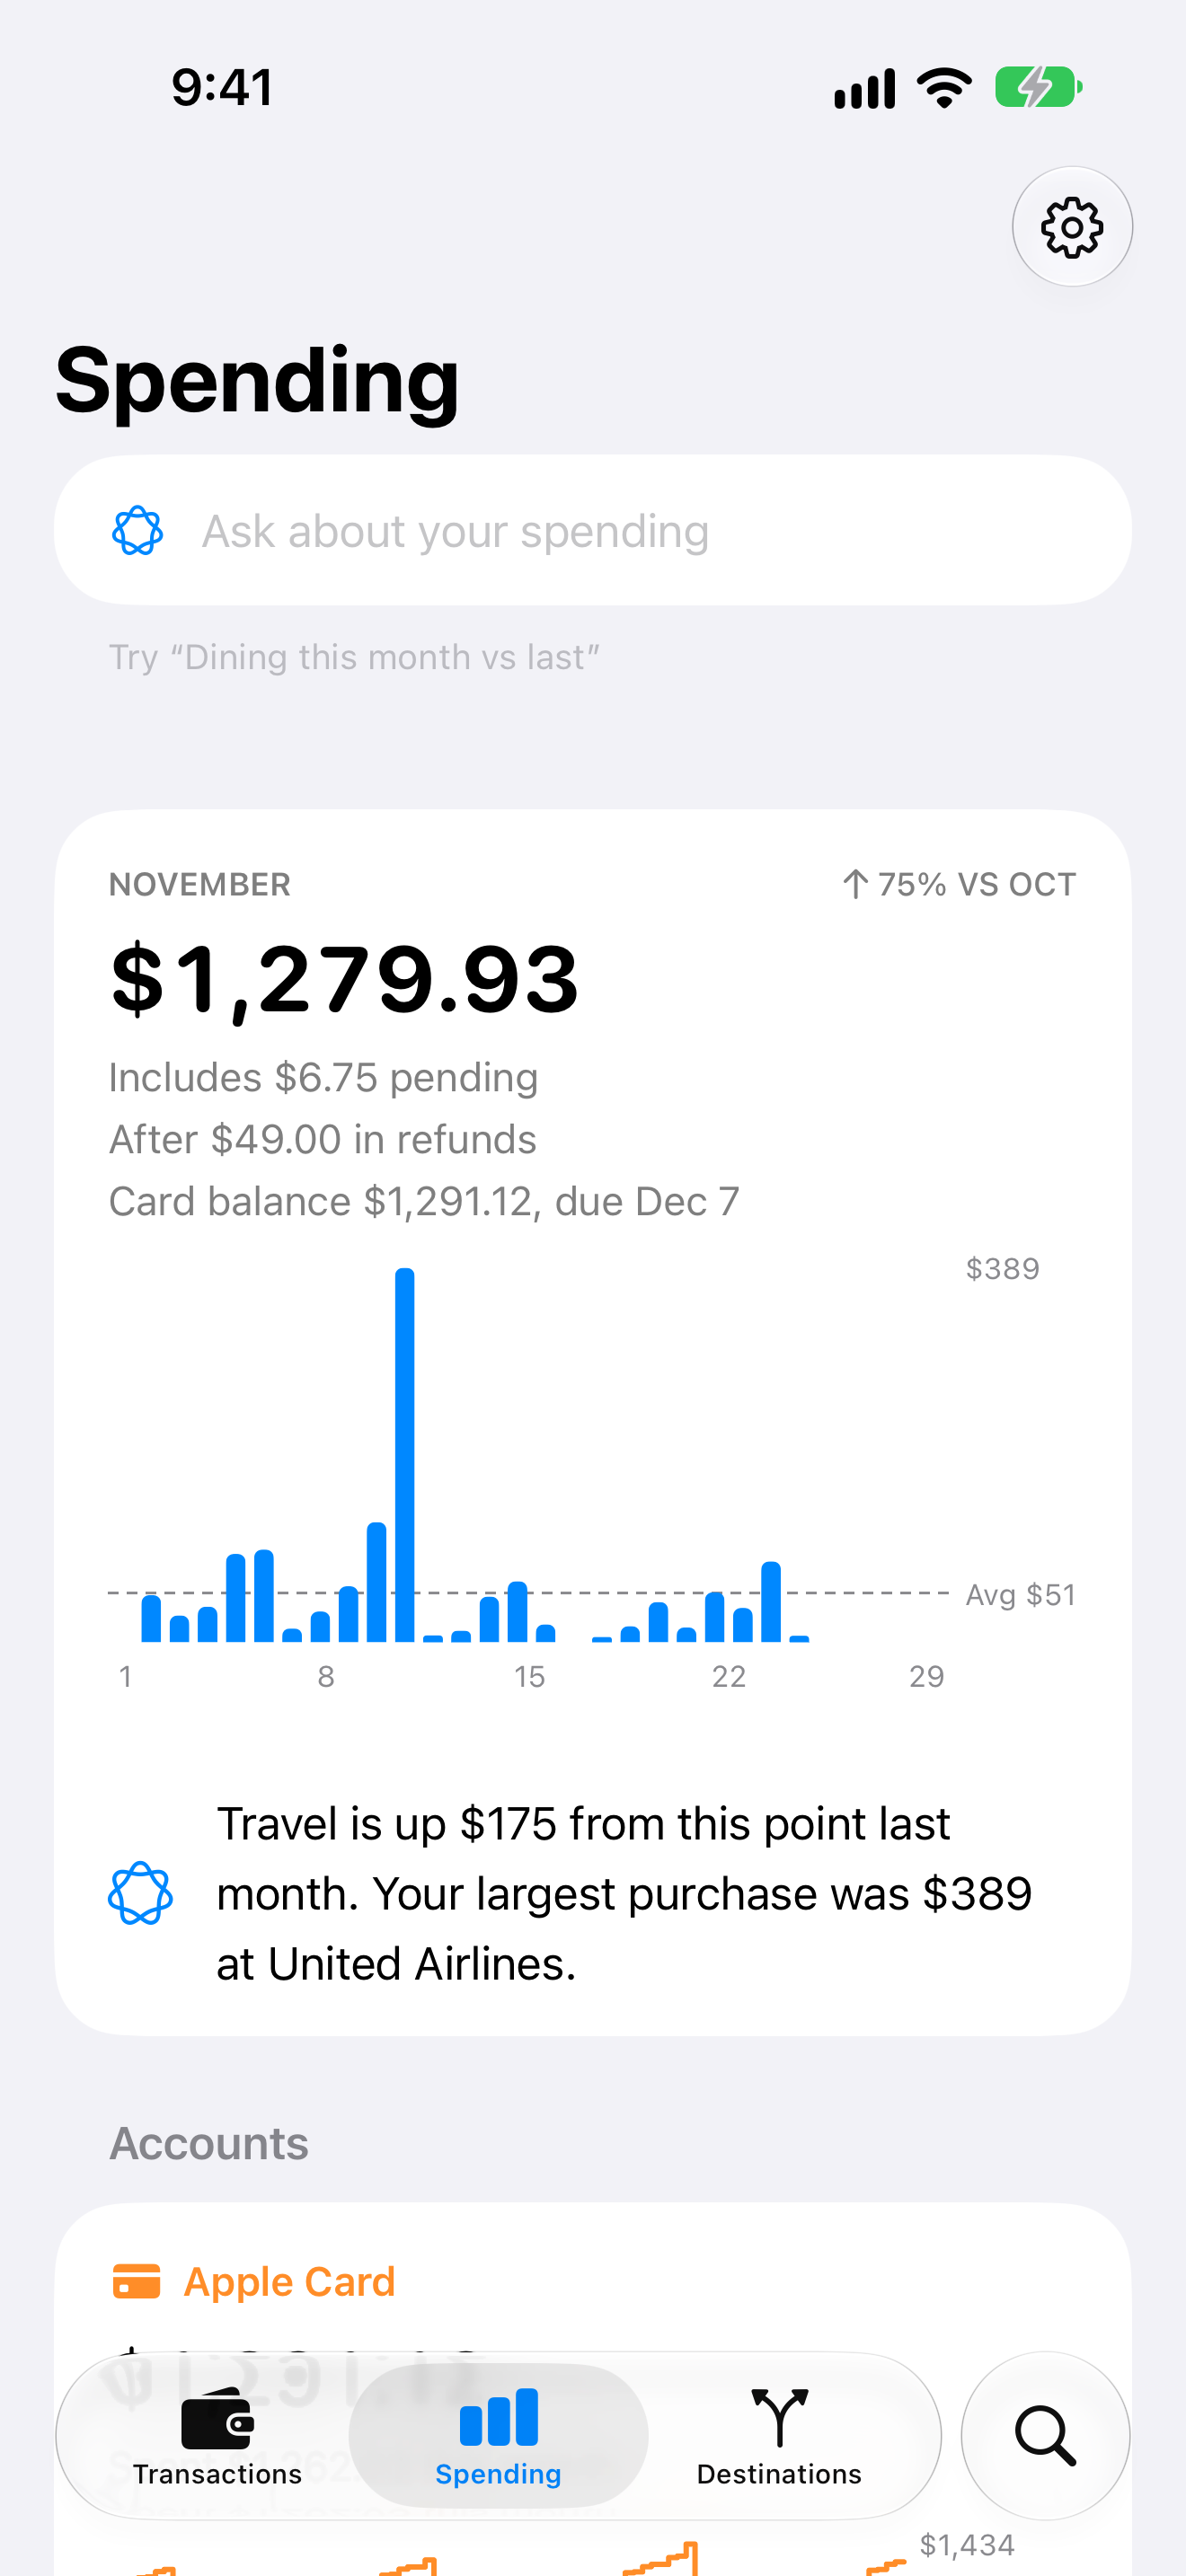 9:41
Spending
Ask about your spending
Try “Dining this month vs last”
NOVEMBER
↑ 75% VS OCT
$1,279.93
Includes $6.75 pending
After $49.00 in refunds
Card balance $1,291.12, due Dec 7
$389
Avg $51
1 8 15 22 29
Travel is up $175 from this point last
month. Your largest purchase was $389
at United Airlines.
Accounts
Apple Card
Transactions
Spending
Destinations
$1,434